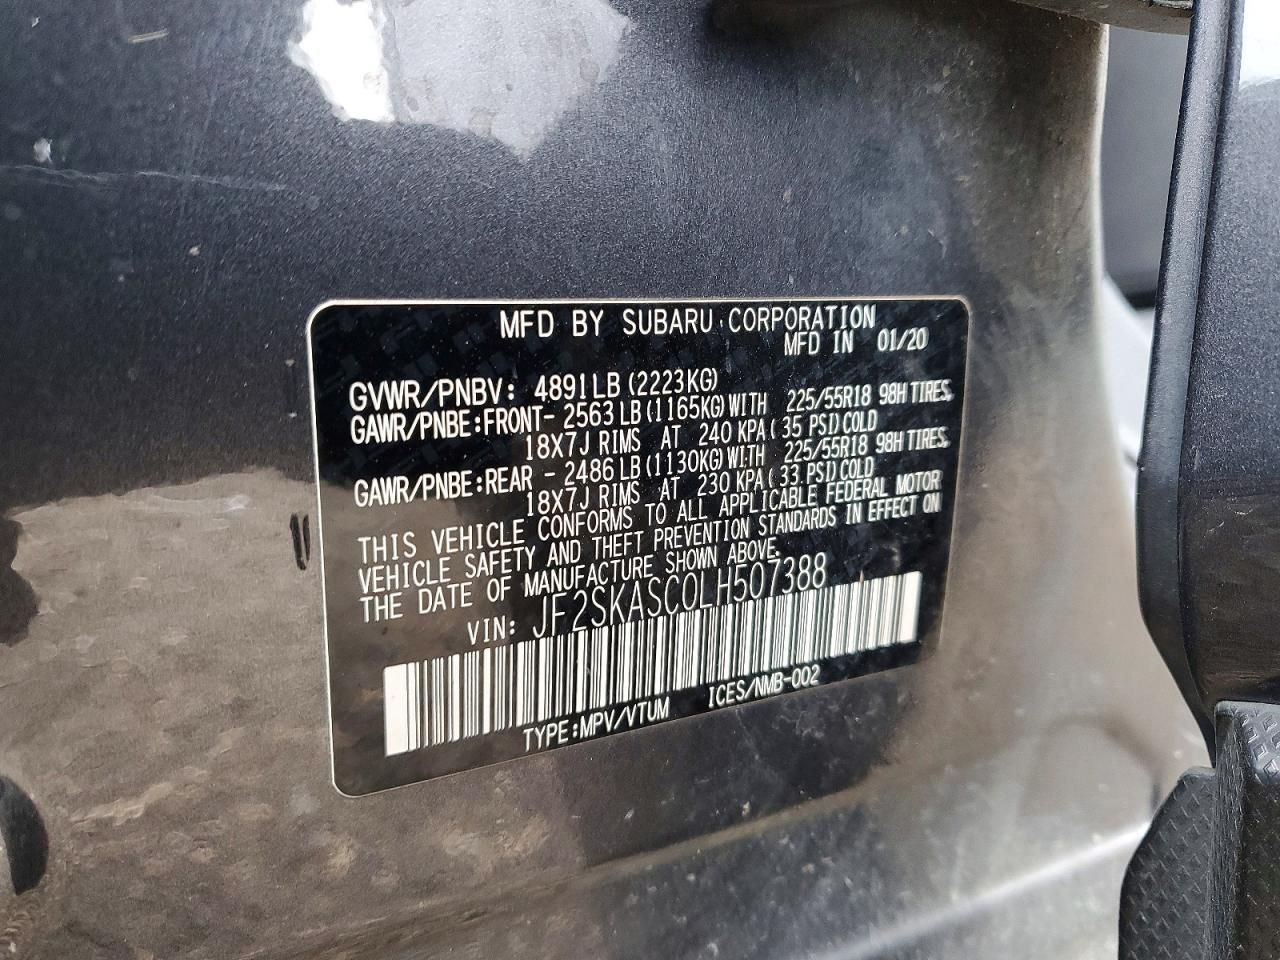 MFD BY SUBARU CORPORATION
MFD IN 01/20
GVWR/PNBV: 4891LB (2223KG)
GAWR/PNBE:FRONT- 2563LB (1165KG) WITH 225/55R18 98H TIRES,
18X7J RIMS AT 240 KPA( 35 PSI) COLD
GAWR/PNBE:REAR - 2486LB (1130KG) WITH 225/55R18 98H TIRES,
18X7J RIMS AT 230 KPA( 33 PSI) COLD
THIS VEHICLE CONFORMS TO ALL APPLICABLE FEDERAL MOTOR
VEHICLE SAFETY AND THEFT PREVENTION STANDARDS IN EFFECT ON
THE DATE OF MANUFACTURE SHOWN ABOVE.
VIN: JF2SKASC0LH507388
TYPE:MPV/VTUM ICES/NMB-002